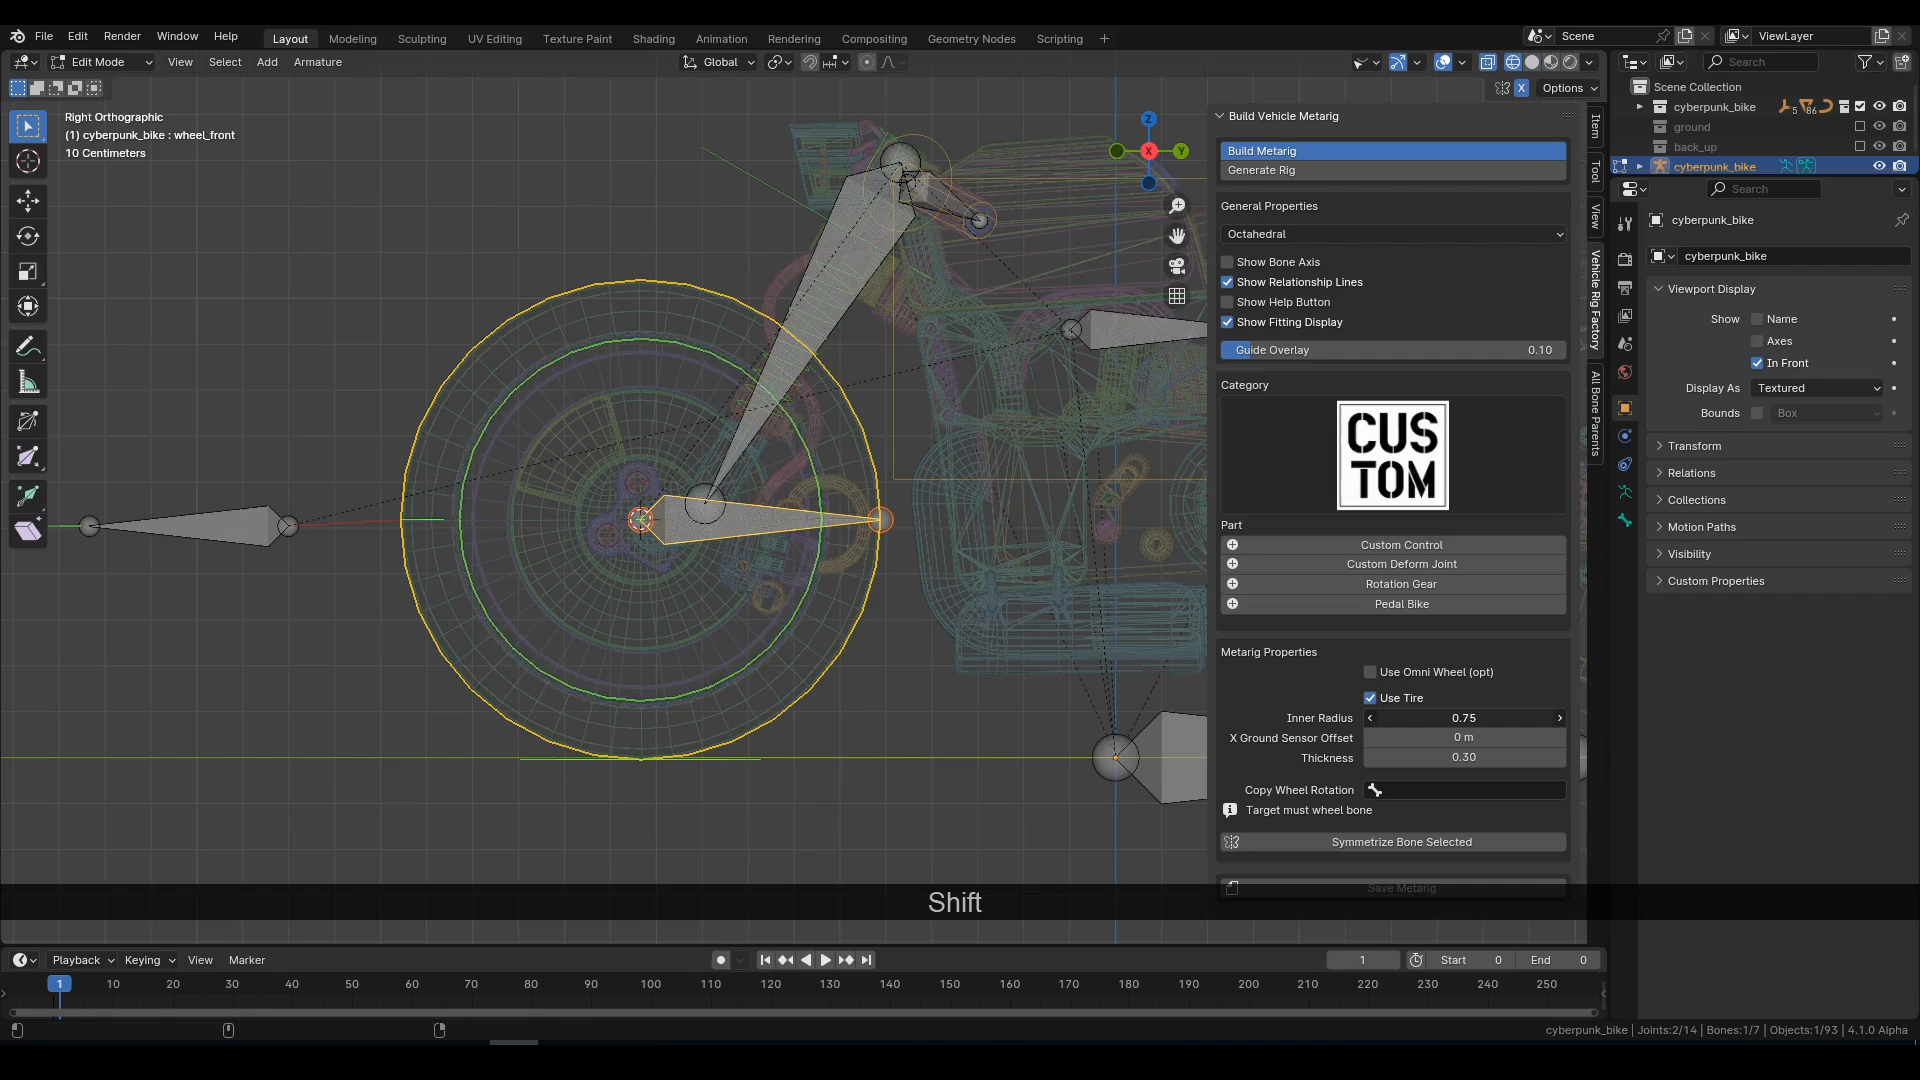 File Edit Render Window Help Layout Modeling Sculpting UV Editing Texture Paint Shading Animation Rendering Compositing Geometry Nodes Scripting + Scene ViewLayer
Edit Mode View Select Add Armature Global Search
X Options Scene Collection
Right Orthographic
(1) cyberpunk_bike : wheel_front
10 Centimeters
Z
X
Y
Build Vehicle Metarig
Build Metarig
Generate Rig
General Properties
Octahedral
Show Bone Axis
Show Relationship Lines
Show Help Button
Show Fitting Display
Guide Overlay 0.10
Category
CUS
TOM
Part
Custom Control
Custom Deform Joint
Rotation Gear
Pedal Bike
Metarig Properties
Use Omni Wheel (opt)
Use Tire
Inner Radius 0.75
X Ground Sensor Offset 0 m
Thickness 0.30
Copy Wheel Rotation
Target must wheel bone
Symmetrize Bone Selected
Save Metarig
Item
Tool
View
Vehicle Rig Factory
All Bone Parents
cyberpunk_bike 5 86
ground
back_up
cyberpunk_bike
Search
cyberpunk_bike
cyberpunk_bike
Viewport Display
Show Name
Axes
In Front
Display As Textured
Bounds Box
Transform
Relations
Collections
Motion Paths
Visibility
Custom Properties
Shift
Playback Keying View Marker 1 Start 0 End 0
1 10 20 30 40 50 60 70 80 90 100 110 120 130 140 150 160 170 180 190 200 210 220 230 240 250
cyberpunk_bike | Joints:2/14 | Bones:1/7 | Objects:1/93 | 4.1.0 Alpha